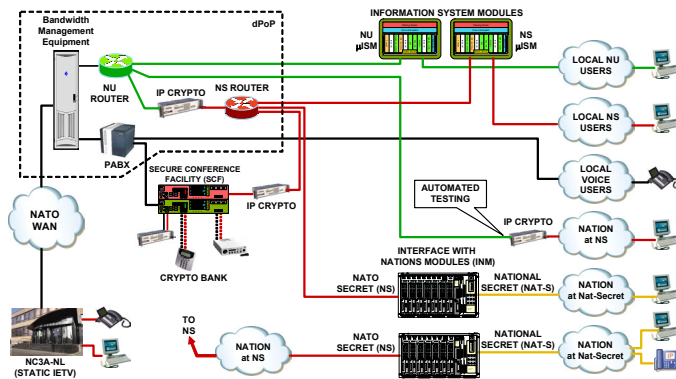 INFORMATION SYSTEM MODULES
Bandwidth
Management
Equipment
dPoP
NU
µISM
NS
µISM
LOCAL NU
USERS
NU
ROUTER
IP CRYPTO
NS ROUTER
LOCAL NS
USERS
PABX
SECURE CONFERENCE
FACILITY (SCF)
LOCAL
VOICE
USERS
NATO
WAN
IP CRYPTO
AUTOMATED
TESTING
IP CRYPTO
NATION
at NS
CRYPTO BANK
INTERFACE WITH
NATIONS MODULES (INM)
NATO
SECRET (NS)
NATIONAL
SECRET (NAT-S)
NATION
at Nat-Secret
TO
NS
NATION
at NS
NATO
SECRET (NS)
NATIONAL
SECRET (NAT-S)
NATION
at Nat-Secret
NC3A-NL
(STATIC IETV)